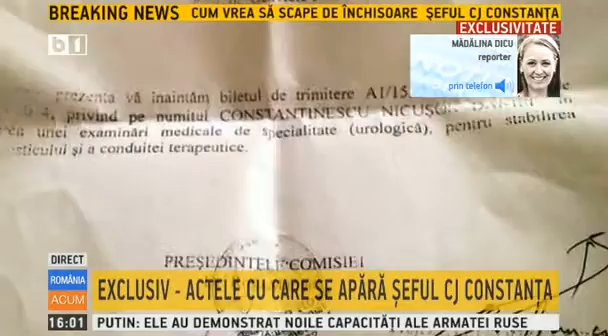 BREAKING NEWS
CUM VREA SĂ SCAPE DE ÎNCHISOARE ȘEFUL CJ CONSTANȚA
EXCLUSIVITATE
b1
MĂDĂLINA DICU
reporter
prin telefon
prezenta vă înaintăm biletul de trimitere A1/15
privind pe numitul CONSTANTINESCU NICUȘOR
unei examinări medicale de specialitate (urologică), pentru stabilirea
sticului și a conduitei terapeutice.
PREȘEDINTELE COMISIEI
DIRECT
ROMÂNIA
ACUM
EXCLUSIV - ACTELE CU CARE SE APĂRĂ ȘEFUL CJ CONSTANȚA
16:01
PUTIN: ELE AU DEMONSTRAT NOILE CAPACITĂȚI ALE ARMATEI RUSE